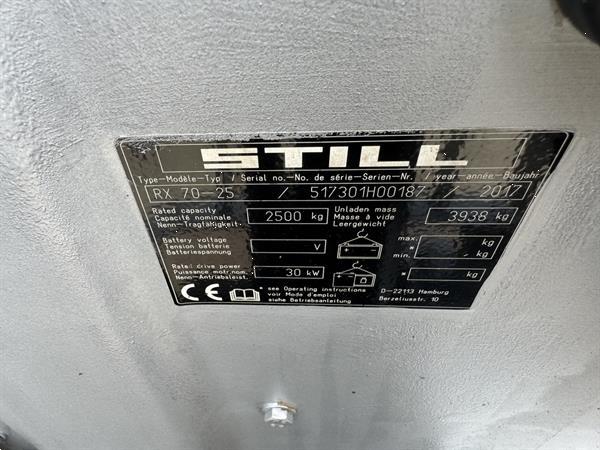 STILL
Type-Modèle-Typ / Serial no.-No. de série-Serien-Nr. / year-année-Baujahr
RX 70-25 / 517301H00187 / 2017
Rated capacity
Capacité nominale
Nenn-Tragfähigkeit
2500 kg
Unladen mass
Masse à vide
Leergewicht
3938 kg
Battery voltage
Tension batterie
Batteriespannung
V
max.
* kg
min.
* kg
Rated drive power
Puissance motr.nom.
Nenn-Antriebsleist.
30 kW
* kg
CE
* see Operating instructions
voir Mode d'emploi
siehe Betriebsanleitung
D-22113 Hamburg
Berzeliusstr. 10